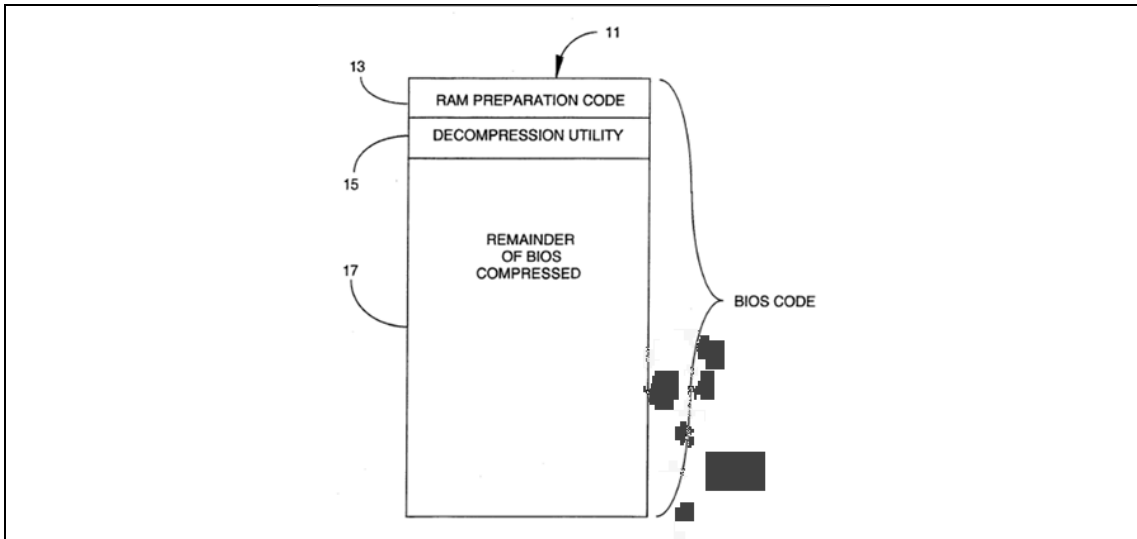 11
13
RAM PREPARATION CODE
DECOMPRESSION UTILITY
15
REMAINDER
OF BIOS
COMPRESSED
17
BIOS CODE